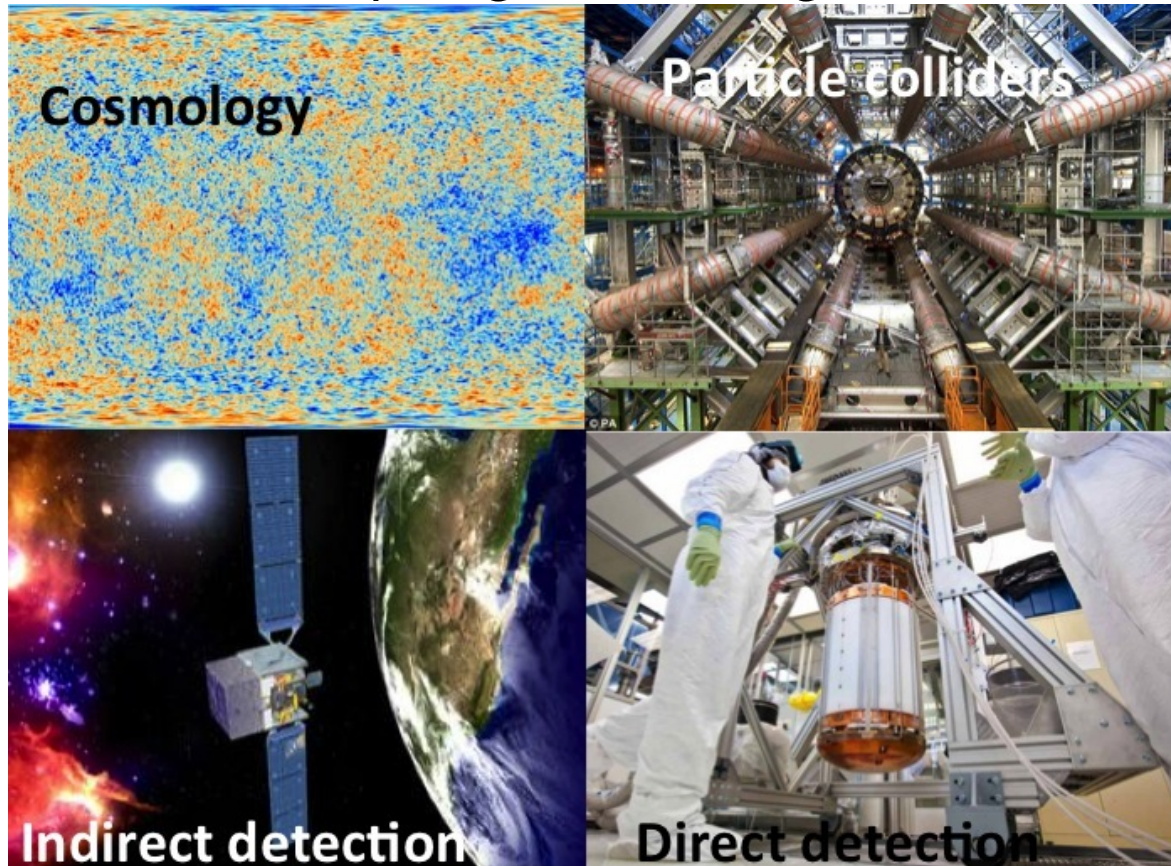 Cosmology
Particle colliders
© PA
Indirect detection
Direct detection